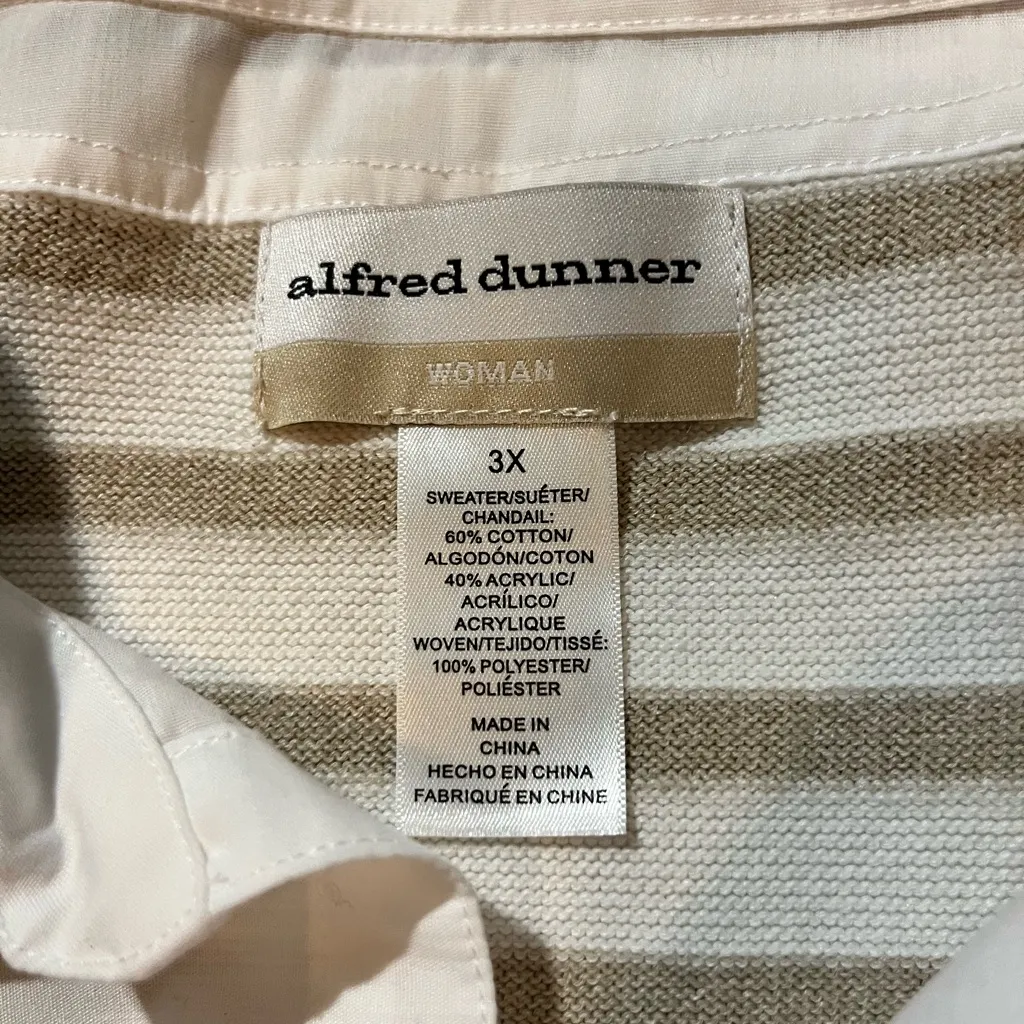 alfred dunner
WOMAN
3X
SWEATER/SUÉTER/
CHANDAIL:
60% COTTON/
ALGODÓN/COTON
40% ACRYLIC/
ACRÍLICO/
ACRYLIQUE
WOVEN/TEJIDO/TISSÉ:
100% POLYESTER/
POLIÉSTER
MADE IN
CHINA
HECHO EN CHINA
FABRIQUÉ EN CHINE